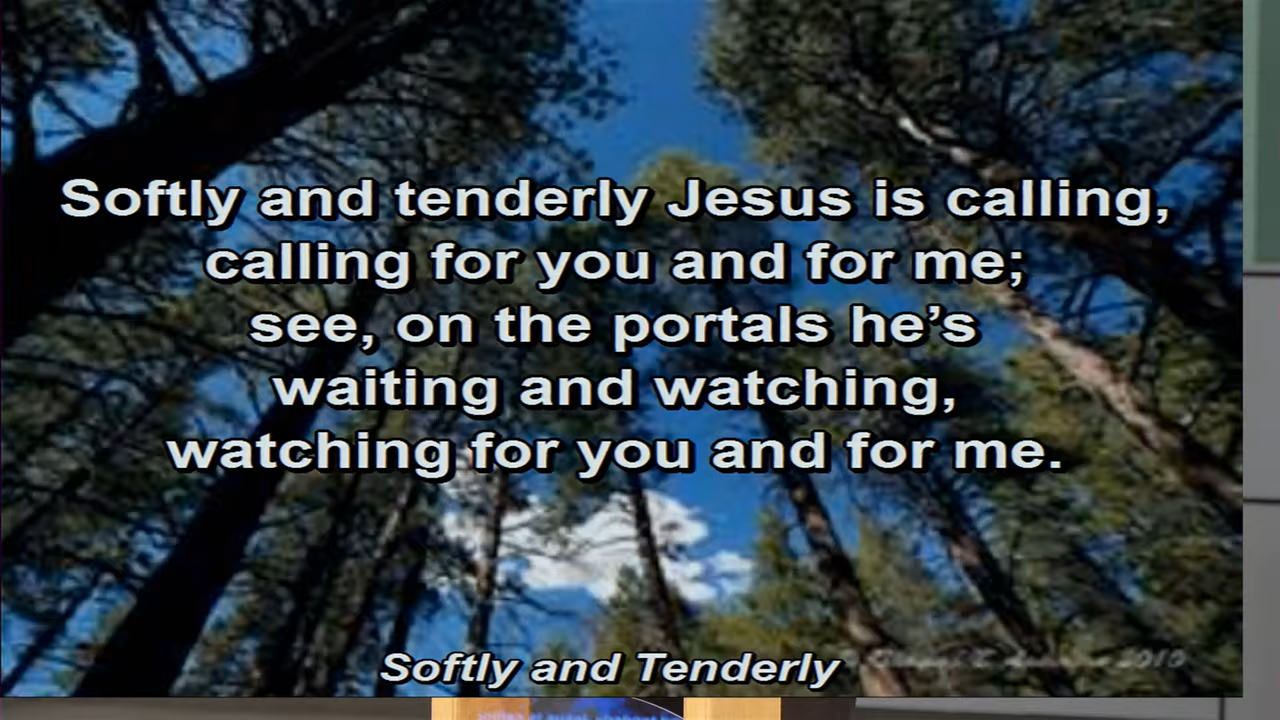 Softly and tenderly Jesus is calling,
calling for you and for me;
see, on the portals he’s
waiting and watching,
watching for you and for me.
Softly and Tenderly
2010